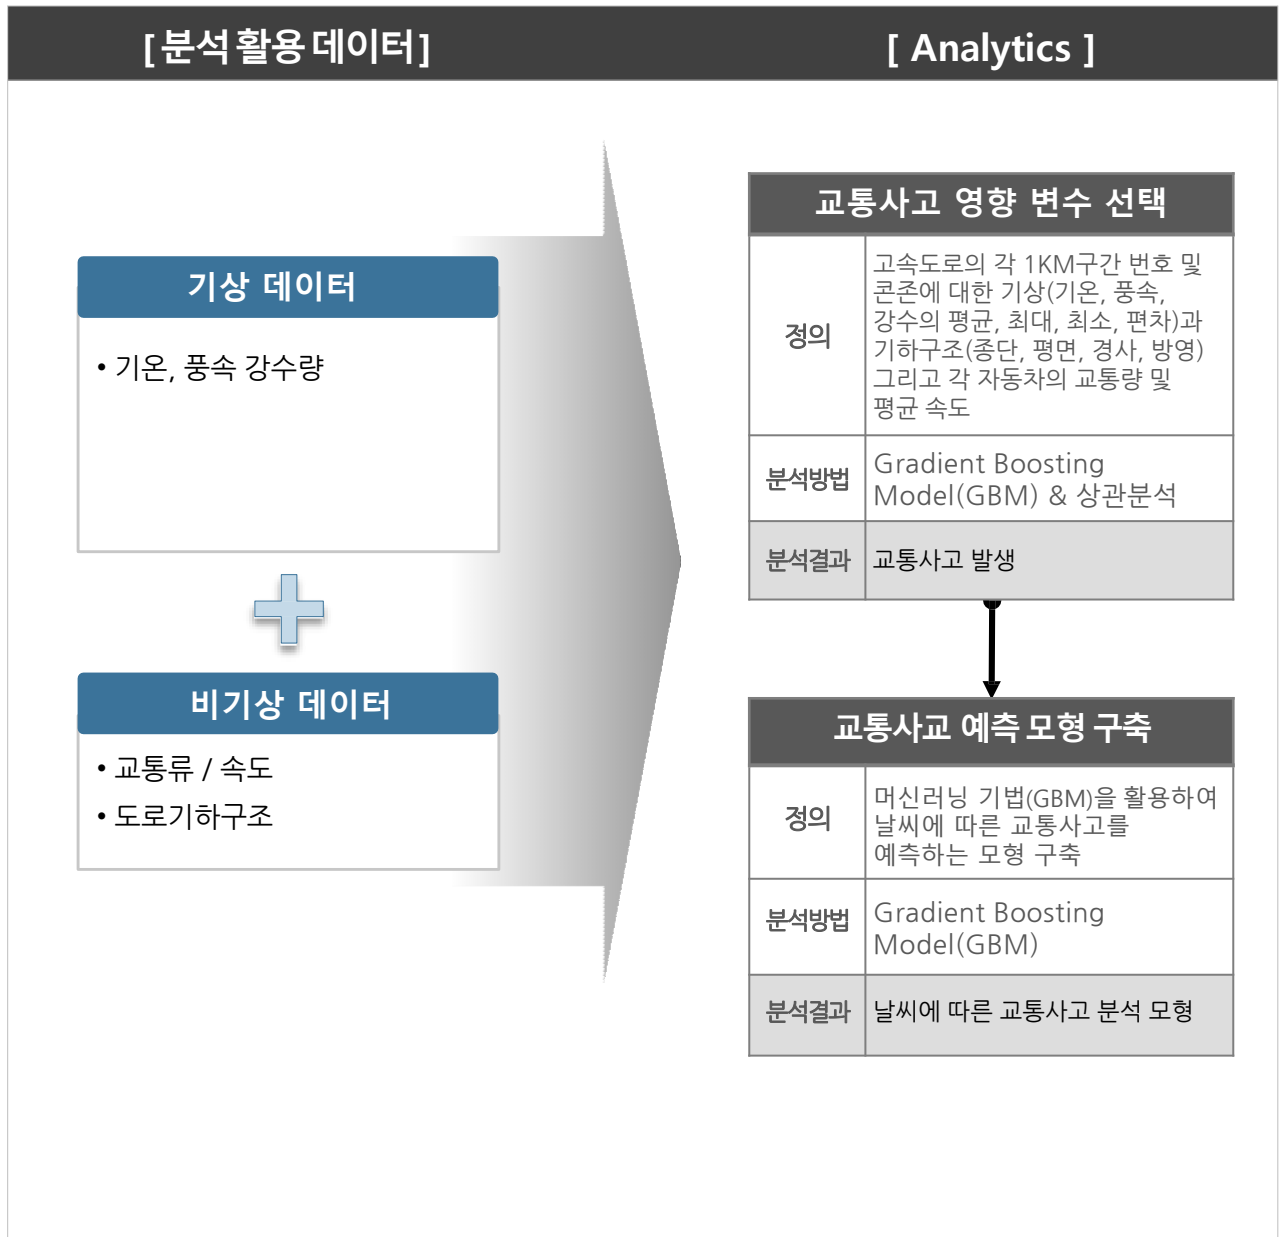 [분석 활용 데이터]
[ Analytics ]
기상 데이터
• 기온, 풍속 강수량
비기상 데이터
• 교통류 / 속도
• 도로기하구조
교통사고 영향 변수 선택
정의
고속도로의 각 1KM구간 번호 및
콘존에 대한 기상(기온, 풍속,
강수의 평균, 최대, 최소, 편차)과
기하구조(종단, 평면, 경사, 방영)
그리고 각 자동차의 교통량 및
평균 속도
분석방법
Gradient Boosting
Model(GBM) & 상관분석
분석결과
교통사고 발생
교통사교 예측 모형 구축
정의
머신러닝 기법(GBM)을 활용하여
날씨에 따른 교통사고를
예측하는 모형 구축
분석방법
Gradient Boosting
Model(GBM)
분석결과
날씨에 따른 교통사고 분석 모형